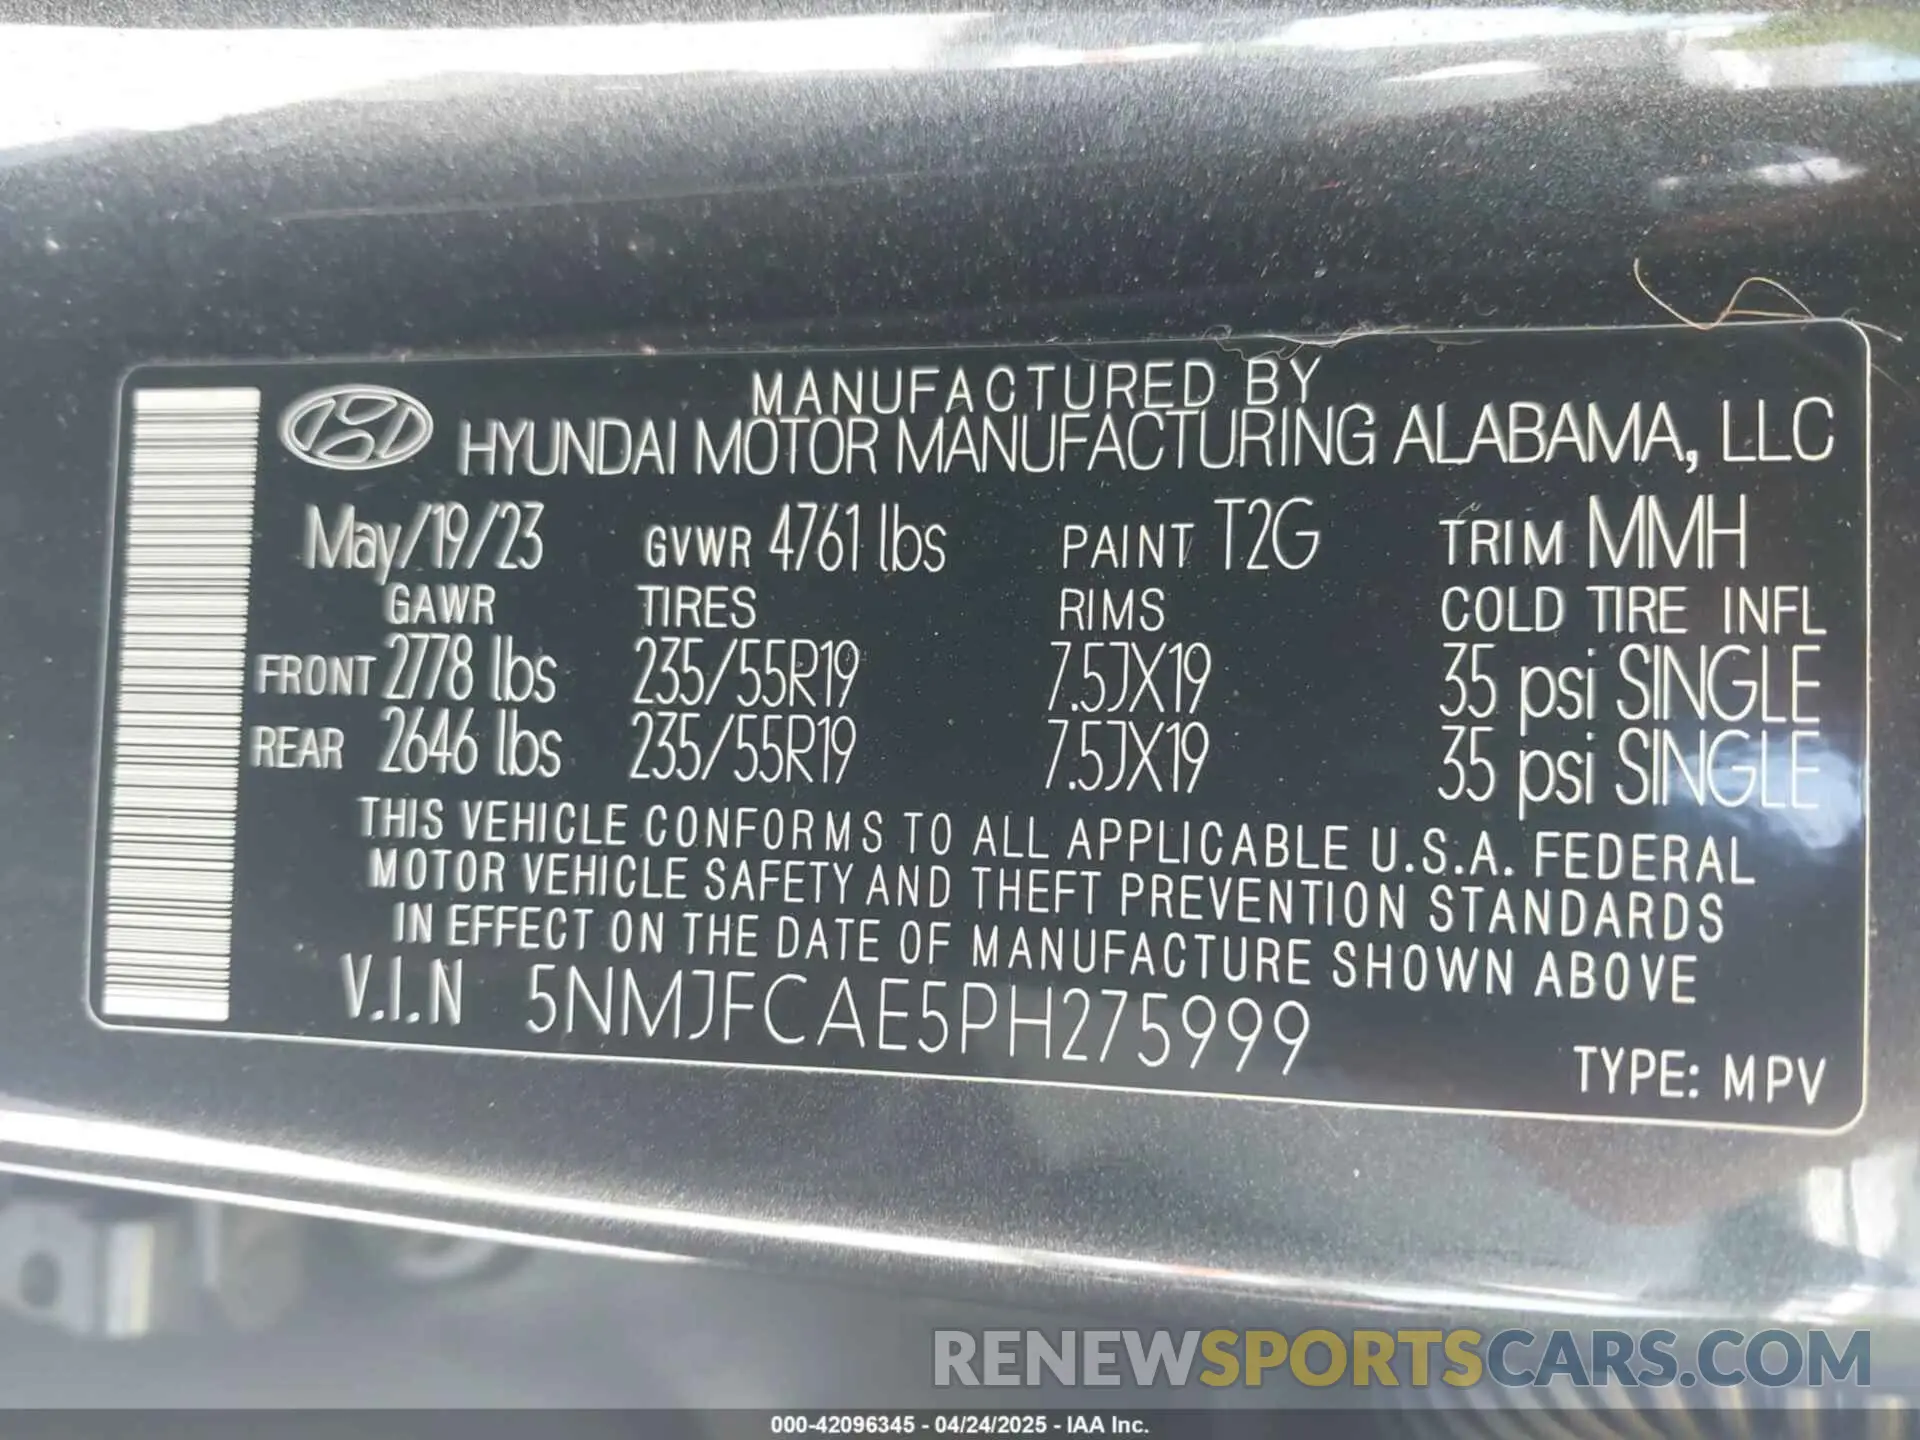 MANUFACTURED BY
HYUNDAI MOTOR MANUFACTURING ALABAMA, LLC
May/19/23 GVWR 4761 lbs PAINT T2G TRIM MMH
GAWR TIRES RIMS COLD TIRE INFL
FRONT 2778 lbs 235/55R19 7.5JX19 35 psi SINGLE
REAR 2646 lbs 235/55R19 7.5JX19 35 psi SINGLE
THIS VEHICLE CONFORMS TO ALL APPLICABLE U.S.A. FEDERAL
MOTOR VEHICLE SAFETY AND THEFT PREVENTION STANDARDS
IN EFFECT ON THE DATE OF MANUFACTURE SHOWN ABOVE
V.I.N 5NMJFCAE5PH275999
TYPE: MPV
RENEWSPORTSCARS.COM
000-42096345 - 04/24/2025 - IAA Inc.